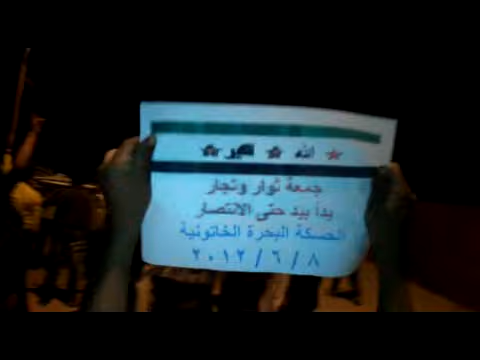 الله اكبر
جمعة ثوار وتجار
يدا بيد حتى الانتصار
الحسكة البحرة الخاتونية
٨ / ٦ / ٢٠١٢